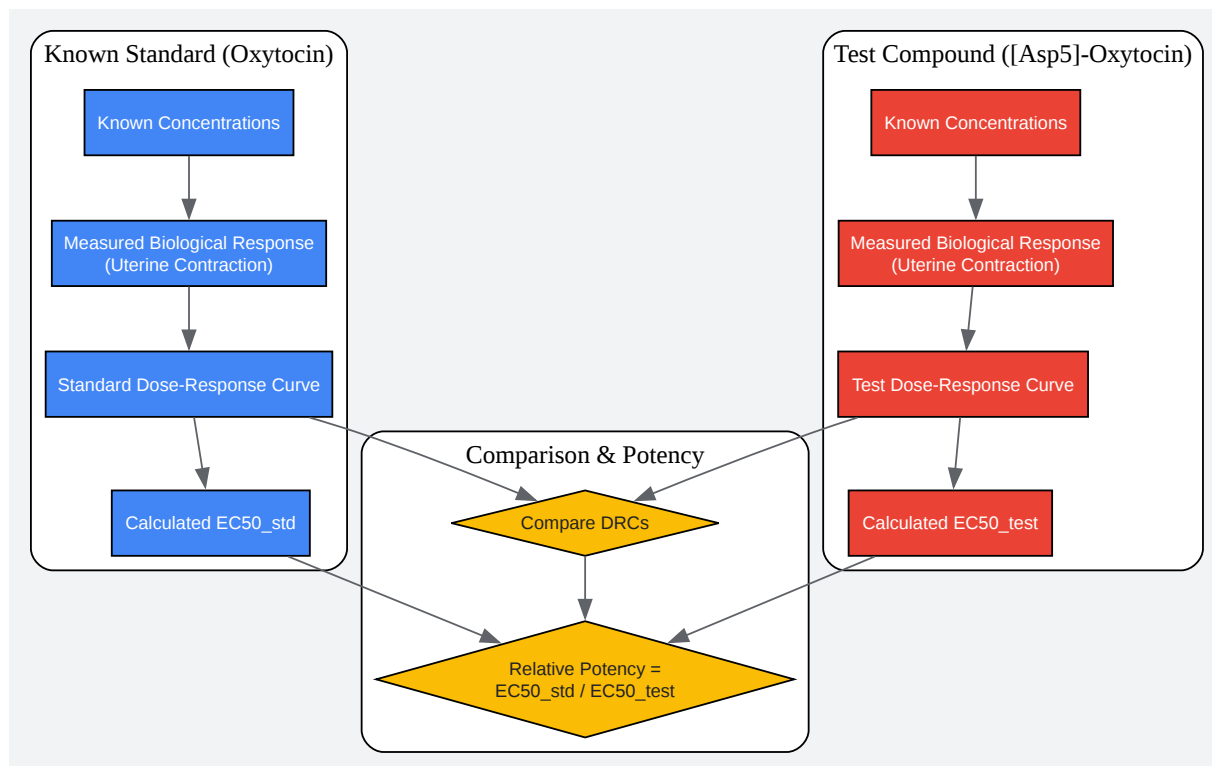 Known Standard (Oxytocin)
Known Concentrations
Measured Biological Response
(Uterine Contraction)
Standard Dose-Response Curve
Calculated EC50_std
Test Compound ([Asp5]-Oxytocin)
Known Concentrations
Measured Biological Response
(Uterine Contraction)
Test Dose-Response Curve
Calculated EC50_test
Comparison & Potency
Compare DRCs
Relative Potency =
EC50_std / EC50_test